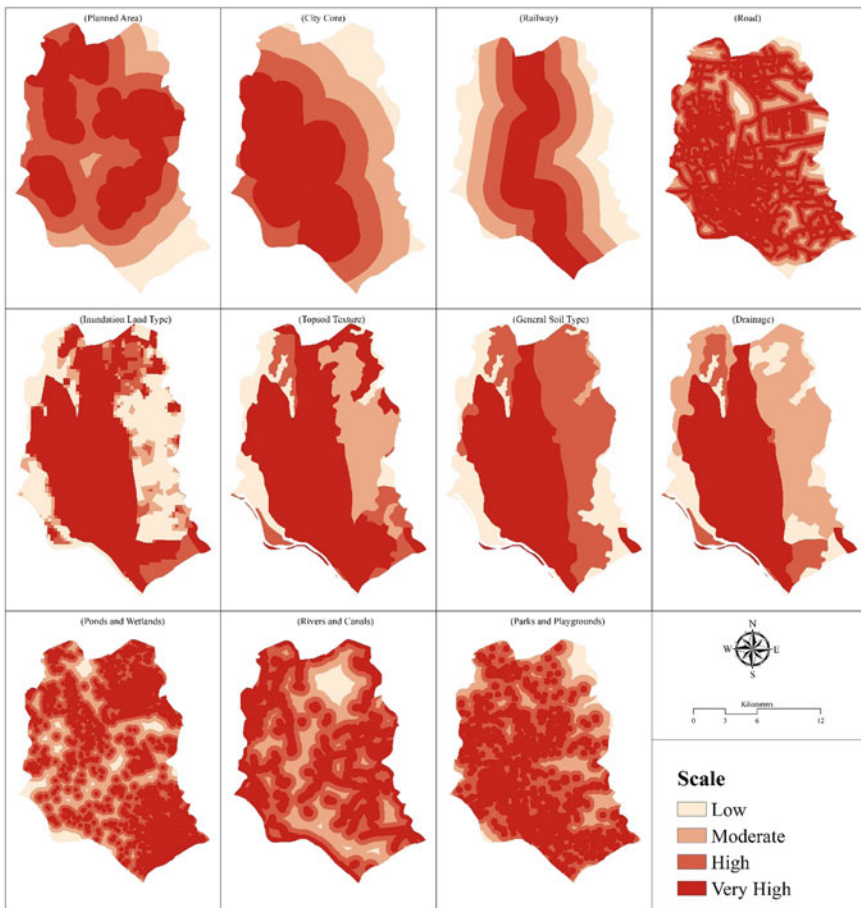 (Planned Area)
(City Core)
(Railway)
(Road)
(Inundation Land Type)
(Topsoil Texture)
(General Soil Type)
(Drainage)
(Ponds and Wetlands)
(Rivers and Canals)
(Parks and Playgrounds)
N
W E
S
Kilometers
0 3 6 12
Scale
Low
Moderate
High
Very High